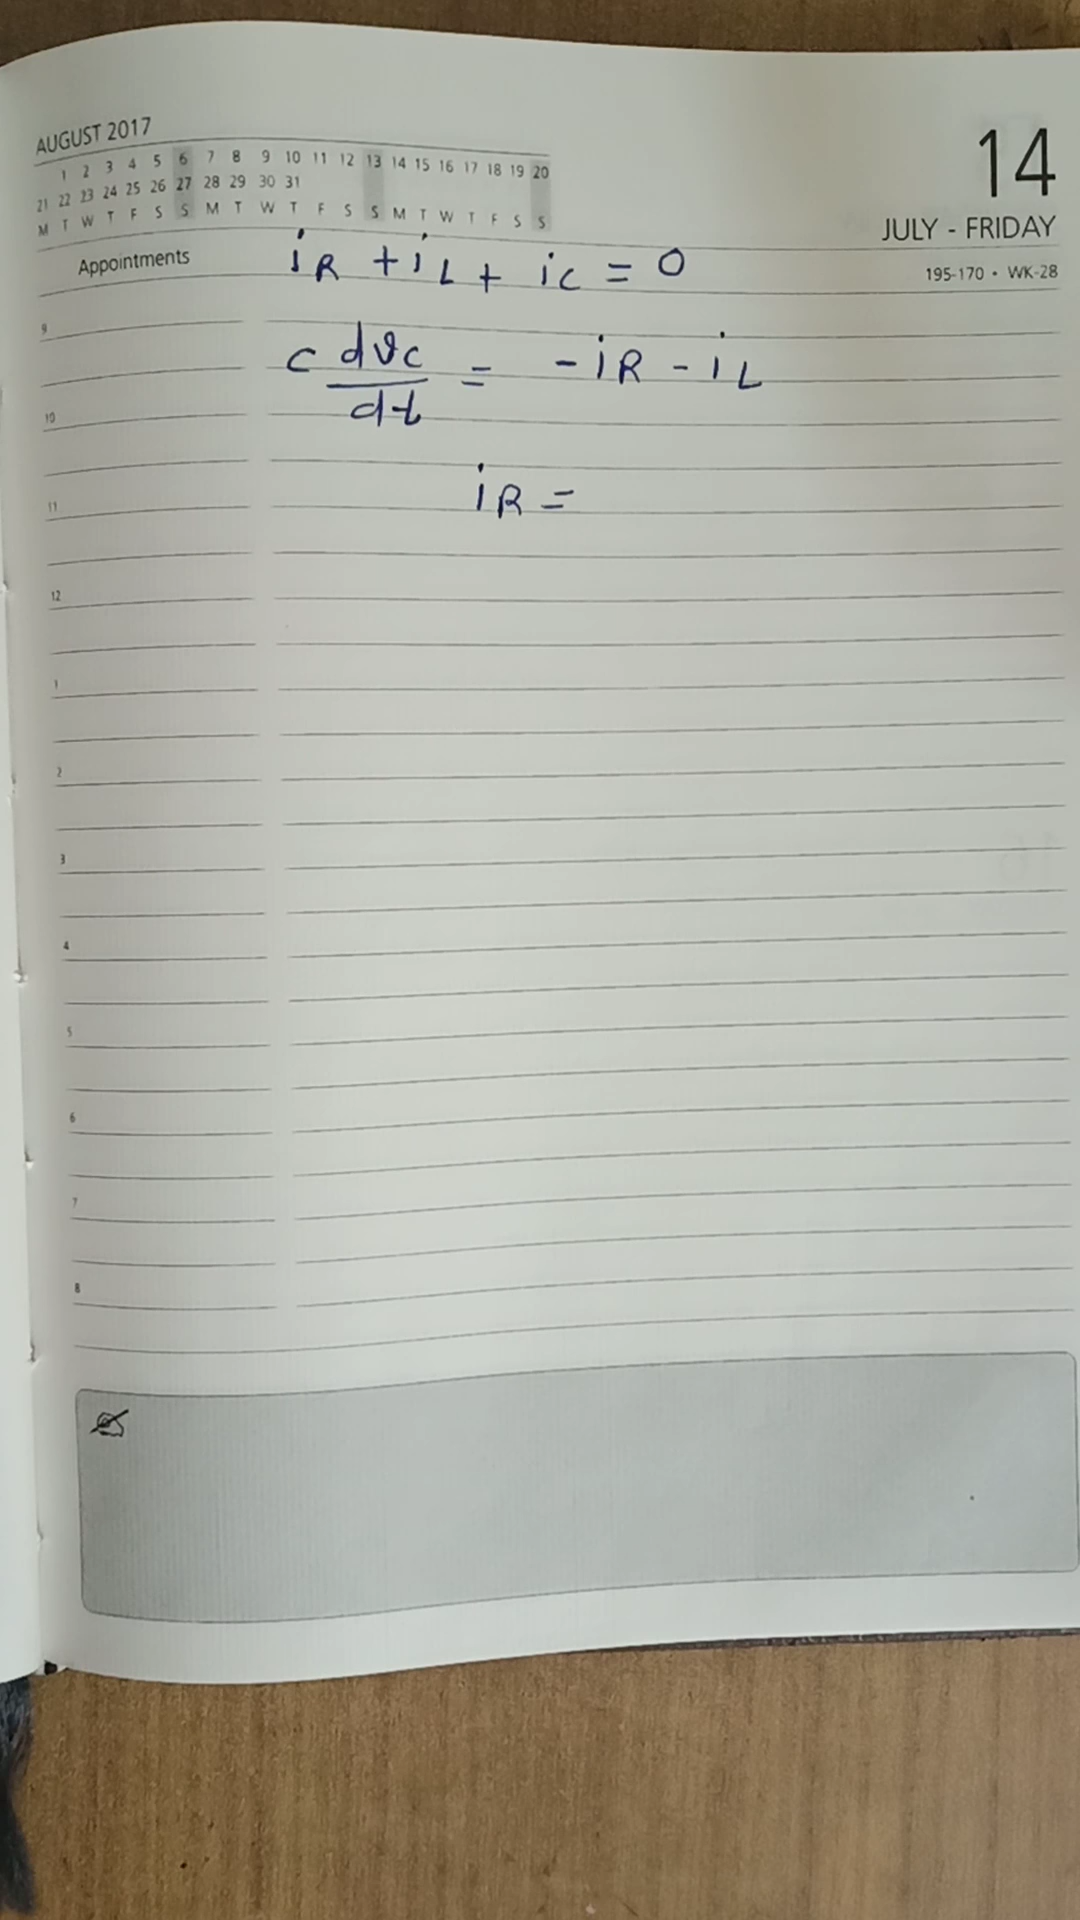 AUGUST 2017
1 2 3 4 5 6 7 8 9 10 11 12 13 14 15 16 17 18 19 20
21 22 23 24 25 26 27 28 29 30 31
M T W T F S S M T W T F S S M T W T F S S
14
JULY - FRIDAY
195-170 • WK-28
Appointments
iR + iL + ic = 0
9
c dvc/dt = -iR - iL
10
iR =
11
12
1
2
3
4
5
6
7
8